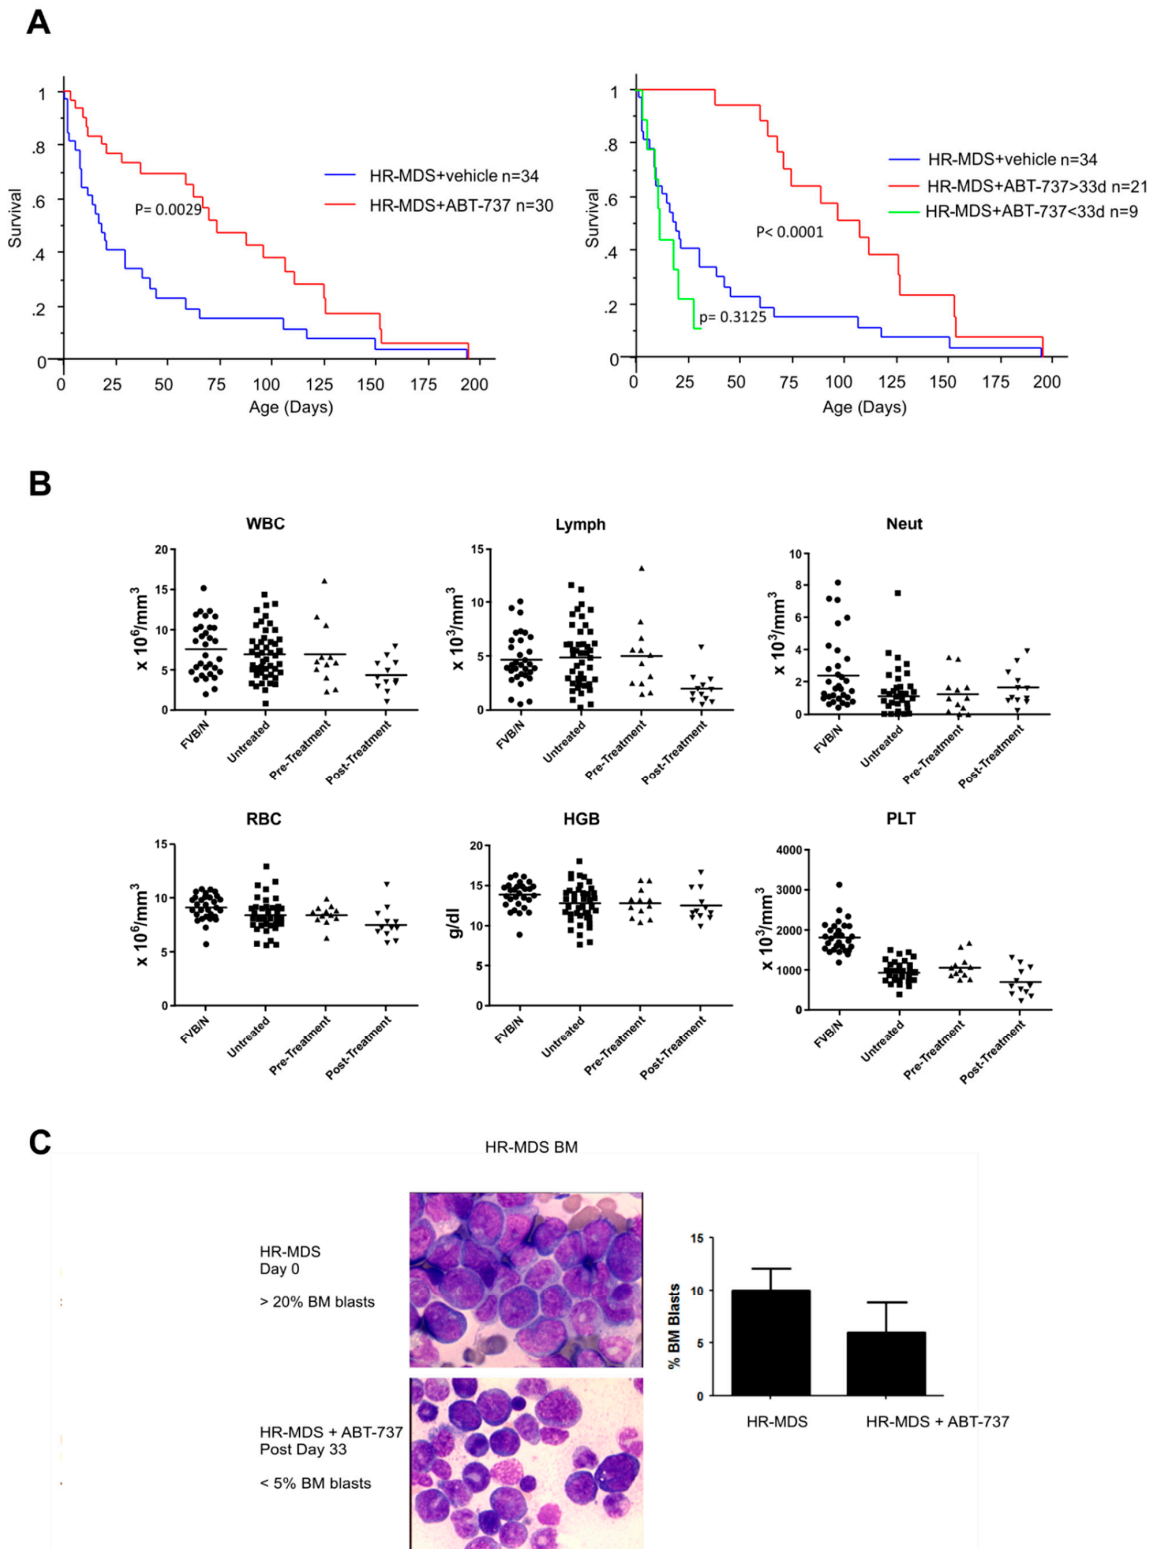 A
1
.8
.6
.4
.2
0
Survival
0 25 50 75 100 125 150 175 200
Age (Days)
P= 0.0029
HR-MDS+vehicle n=34
HR-MDS+ABT-737 n=30
1
.8
.6
.4
.2
0
Survival
0 25 50 75 100 125 150 175 200
Age (Days)
P< 0.0001
p= 0.3125
HR-MDS+vehicle n=34
HR-MDS+ABT-737>33d n=21
HR-MDS+ABT-737<33d n=9
B
WBC
x 10⁶/mm³
20
15
10
5
0
FVB/N
Untreated
Pre-Treatment
Post-Treatment
Lymph
x 10³/mm³
15
10
5
0
FVB/N
Untreated
Pre-Treatment
Post-Treatment
Neut
x 10³/mm³
10
8
6
4
2
0
FVB/N
Untreated
Pre-Treatment
Post-Treatment
RBC
x 10⁶/mm³
15
10
5
0
FVB/N
Untreated
Pre-Treatment
Post-Treatment
HGB
g/dl
20
15
10
5
0
FVB/N
Untreated
Pre-Treatment
Post-Treatment
PLT
x 10³/mm³
4000
3000
2000
1000
0
FVB/N
Untreated
Pre-Treatment
Post-Treatment
C
HR-MDS BM
HR-MDS
Day 0
> 20% BM blasts
HR-MDS + ABT-737
Post Day 33
< 5% BM blasts
% BM Blasts
15
10
5
0
HR-MDS
HR-MDS + ABT-737